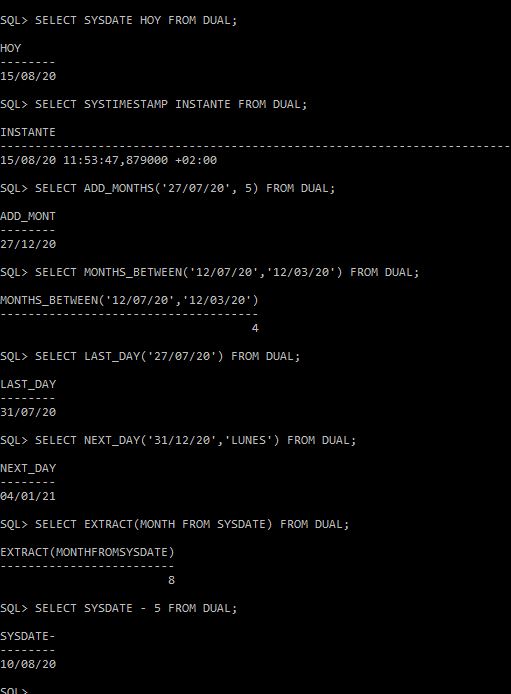 SQL> SELECT SYSDATE HOY FROM DUAL;
HOY
--------
15/08/20
SQL> SELECT SYSTIMESTAMP INSTANTE FROM DUAL;
INSTANTE
---------------------------------------------------------------------------
15/08/20 11:53:47,879000 +02:00
SQL> SELECT ADD_MONTHS('27/07/20', 5) FROM DUAL;
ADD_MONT
--------
27/12/20
SQL> SELECT MONTHS_BETWEEN('12/07/20','12/03/20') FROM DUAL;
MONTHS_BETWEEN('12/07/20','12/03/20')
-------------------------------------
4
SQL> SELECT LAST_DAY('27/07/20') FROM DUAL;
LAST_DAY
--------
31/07/20
SQL> SELECT NEXT_DAY('31/12/20','LUNES') FROM DUAL;
NEXT_DAY
--------
04/01/21
SQL> SELECT EXTRACT(MONTH FROM SYSDATE) FROM DUAL;
EXTRACT(MONTHFROMSYSDATE)
-------------------------
8
SQL> SELECT SYSDATE - 5 FROM DUAL;
SYSDATE-
--------
10/08/20
SQL>